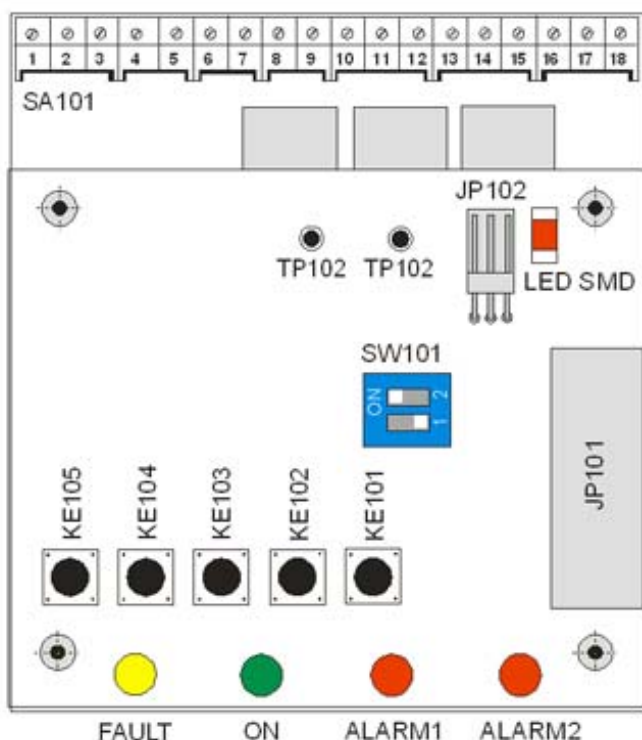 1 2 3 4 5 6 7 8 9 10 11 12 13 14 15 16 17 18
SA101
JP102
TP102 TP102
LED SMD
SW101
ON
2
1
JP101
KE105 KE104 KE103 KE102 KE101
FAULT ON ALARM1 ALARM2